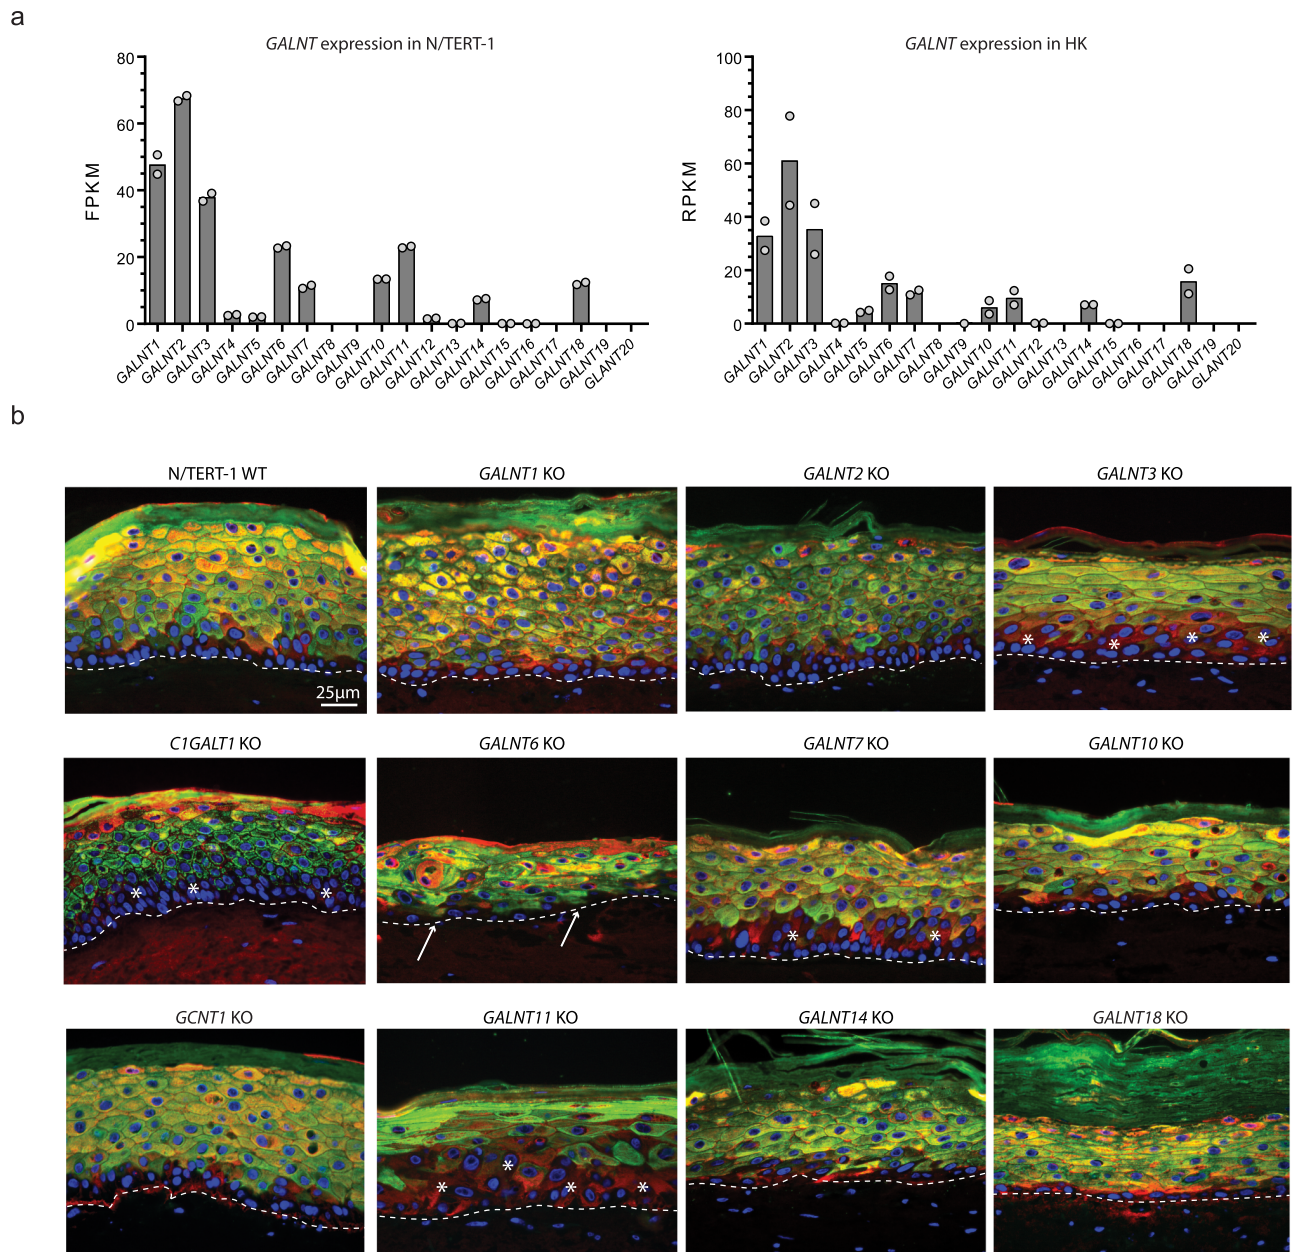 a
GALNT expression in N/TERT-1
GALNT expression in HK
FPKM
80
60
40
20
0
GALNT1
GALNT2
GALNT3
GALNT4
GALNT5
GALNT6
GALNT7
GALNT8
GALNT9
GALNT10
GALNT11
GALNT12
GALNT13
GALNT14
GALNT15
GALNT16
GALNT17
GALNT18
GALNT19
GLANT20
RPKM
100
80
60
40
20
0
GALNT1
GALNT2
GALNT3
GALNT4
GALNT5
GALNT6
GALNT7
GALNT8
GALNT9
GALNT10
GALNT11
GALNT12
GALNT13
GALNT14
GALNT15
GALNT16
GALNT17
GALNT18
GALNT19
GLANT20
b
N/TERT-1 WT
GALNT1 KO
GALNT2 KO
GALNT3 KO
25µm
* * * *
C1GALT1 KO
GALNT6 KO
GALNT7 KO
GALNT10 KO
* * *
* *
GCNT1 KO
GALNT11 KO
GALNT14 KO
GALNT18 KO
* * * *